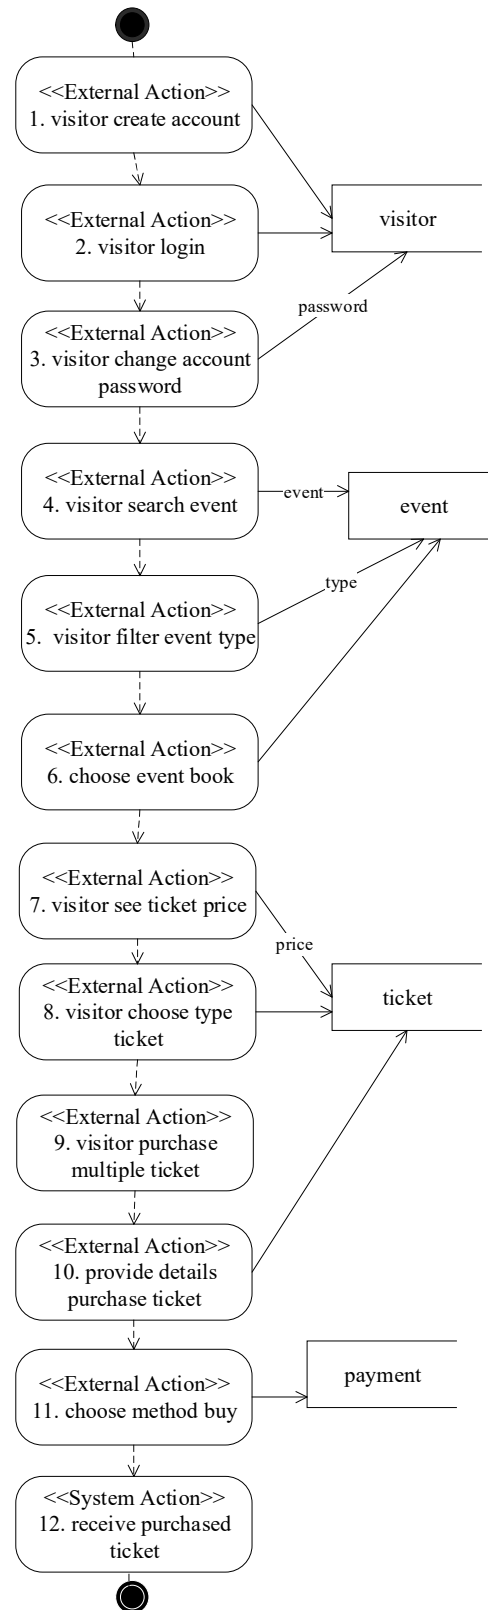 <<External Action>>
1. visitor create account
<<External Action>>
2. visitor login
visitor
<<External Action>>
3. visitor change account
password
password
<<External Action>>
4. visitor search event
event
event
<<External Action>>
5. visitor filter event type
type
<<External Action>>
6. choose event book
<<External Action>>
7. visitor see ticket price
price
<<External Action>>
8. visitor choose type
ticket
ticket
<<External Action>>
9. visitor purchase
multiple ticket
<<External Action>>
10. provide details
purchase ticket
<<External Action>>
11. choose method buy
payment
<<System Action>>
12. receive purchased
ticket